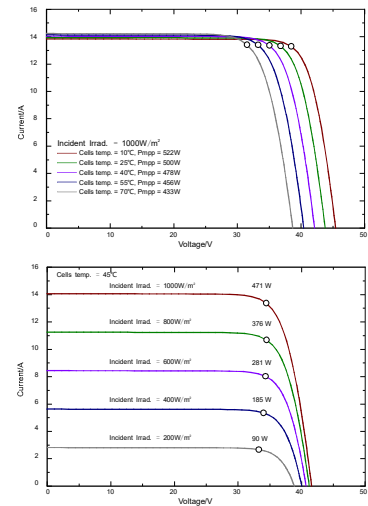 16
14
12
10
8
6
4
2
0
Current/A
Incident Irrad. = 1000W/m²
Cells temp. = 10℃, Pmpp = 522W
Cells temp. = 25℃, Pmpp = 500W
Cells temp. = 40℃, Pmpp = 478W
Cells temp. = 55℃, Pmpp = 456W
Cells temp. = 70℃, Pmpp = 433W
0 10 20 30 40 50
Voltage/V
16
14
12
10
8
6
4
2
0
Current/A
Cells temp. = 45℃
Incident Irrad. = 1000W/m² 471 W
Incident Irrad. = 800W/m² 376 W
Incident Irrad. = 600W/m² 281 W
Incident Irrad. = 400W/m² 185 W
Incident Irrad. = 200W/m² 90 W
0 10 20 30 40 50
Voltage/V